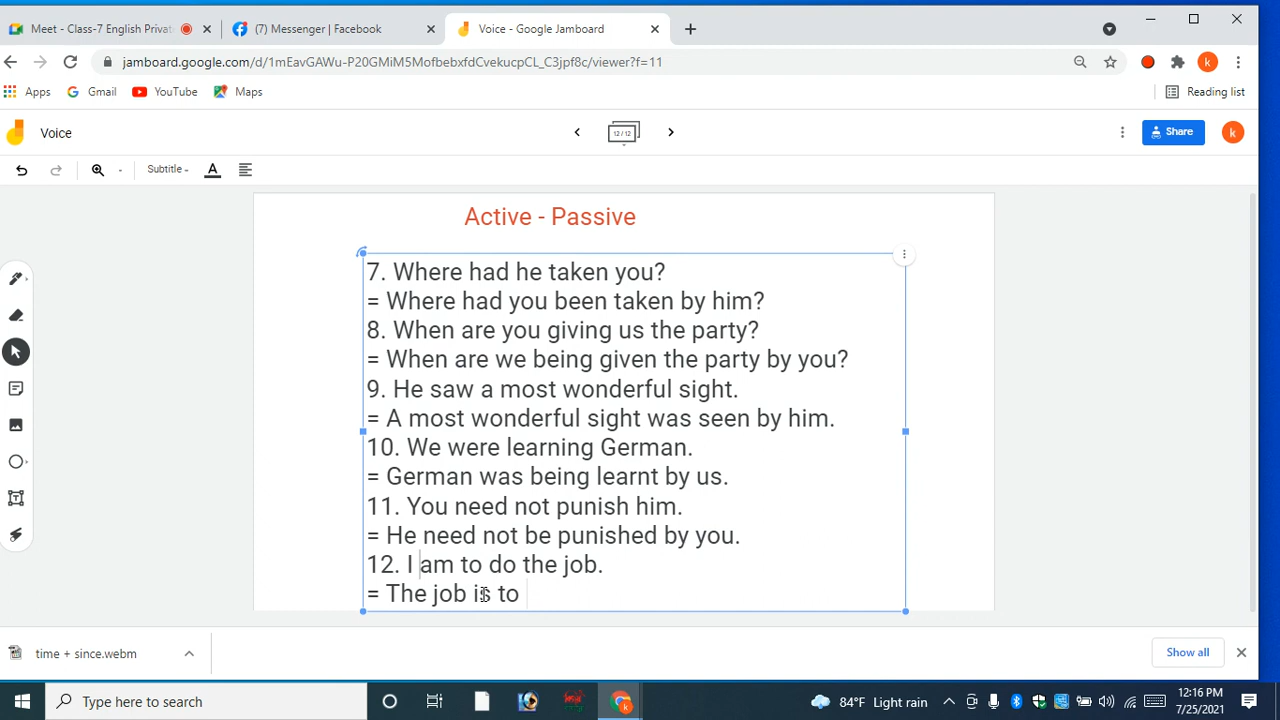 Meet - Class-7 English Privat
(7) Messenger | Facebook
Voice - Google Jamboard
jamboard.google.com/d/1mEavGAWu-P20GMiM5MofbebxfdCvekucpCL_C3jpf8c/viewer?f=11
k
Apps
Gmail
YouTube
Maps
Reading list
Voice
12 / 12
Share
k
Subtitle
A
Active - Passive
7. Where had he taken you?
= Where had you been taken by him?
8. When are you giving us the party?
= When are we being given the party by you?
9. He saw a most wonderful sight.
= A most wonderful sight was seen by him.
10. We were learning German.
= German was being learnt by us.
11. You need not punish him.
= He need not be punished by you.
12. I am to do the job.
= The job is to
time + since.webm
Show all
Type here to search
84°F Light rain
12:16 PM
7/25/2021